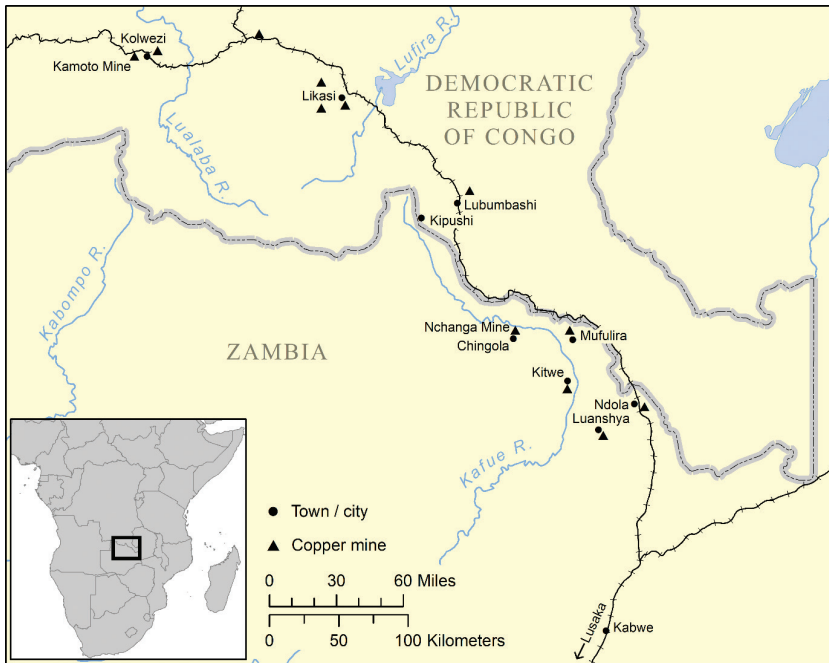 Kolwezi
Kamoto Mine
Likasi
Lufira R.
DEMOCRATIC
REPUBLIC
OF CONGO
Lualaba R.
Lubumbashi
Kipushi
Kabompo R.
ZAMBIA
Nchanga Mine
Chingola
Mufulira
Kitwe
Ndola
Luanshya
Kafue R.
Town / city
Copper mine
0 30 60 Miles
0 50 100 Kilometers
Lusaka
Kabwe